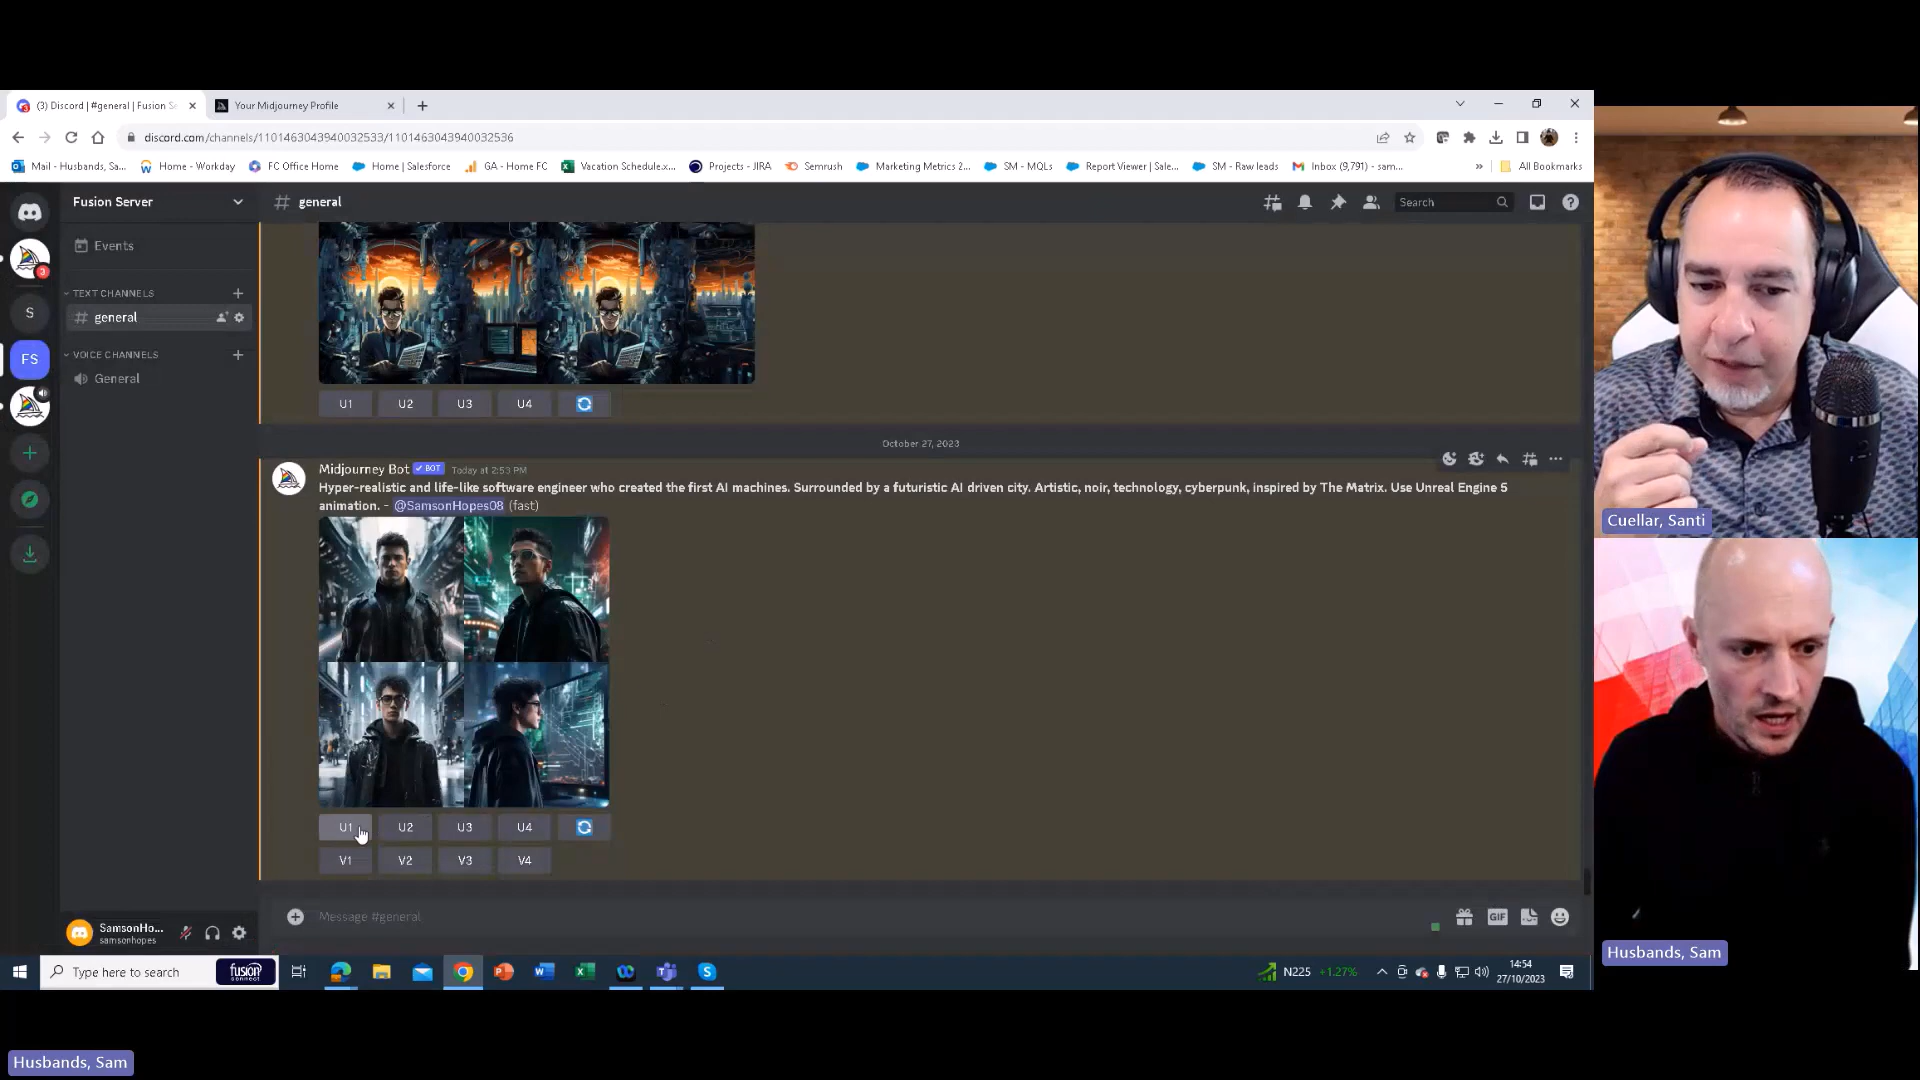 (3) Discord | #general | Fusion Se
Your Midjourney Profile
discord.com/channels/1101463043940032533/1101463043940032536
Mail - Husbands, Sa...
Home - Workday
FC Office Home
Home | Salesforce
GA - Home FC
Vacation Schedule.x...
Projects - JIRA
Semrush
Marketing Metrics 2...
SM - MQLs
Report Viewer | Sale...
SM - Raw leads
Inbox (9,791) - sam...
»
All Bookmarks
Fusion Server
# general
Search
3
Events
TEXT CHANNELS
general
S
VOICE CHANNELS
FS
General
U1 U2 U3 U4
October 27, 2023
Midjourney Bot BOT Today at 2:53 PM
Hyper-realistic and life-like software engineer who created the first AI machines. Surrounded by a futuristic AI driven city. Artistic, noir, technology, cyberpunk, inspired by The Matrix. Use Unreal Engine 5
animation. - @SamsonHopes08 (fast)
U1 U2 U3 U4
V1 V2 V3 V4
Message #general
GIF
SamsonHo...
samsonhopes
Type here to search
fusion
connect
N225 +1.27%
14:54
27/10/2023
Cuellar, Santi
Husbands, Sam
Husbands, Sam